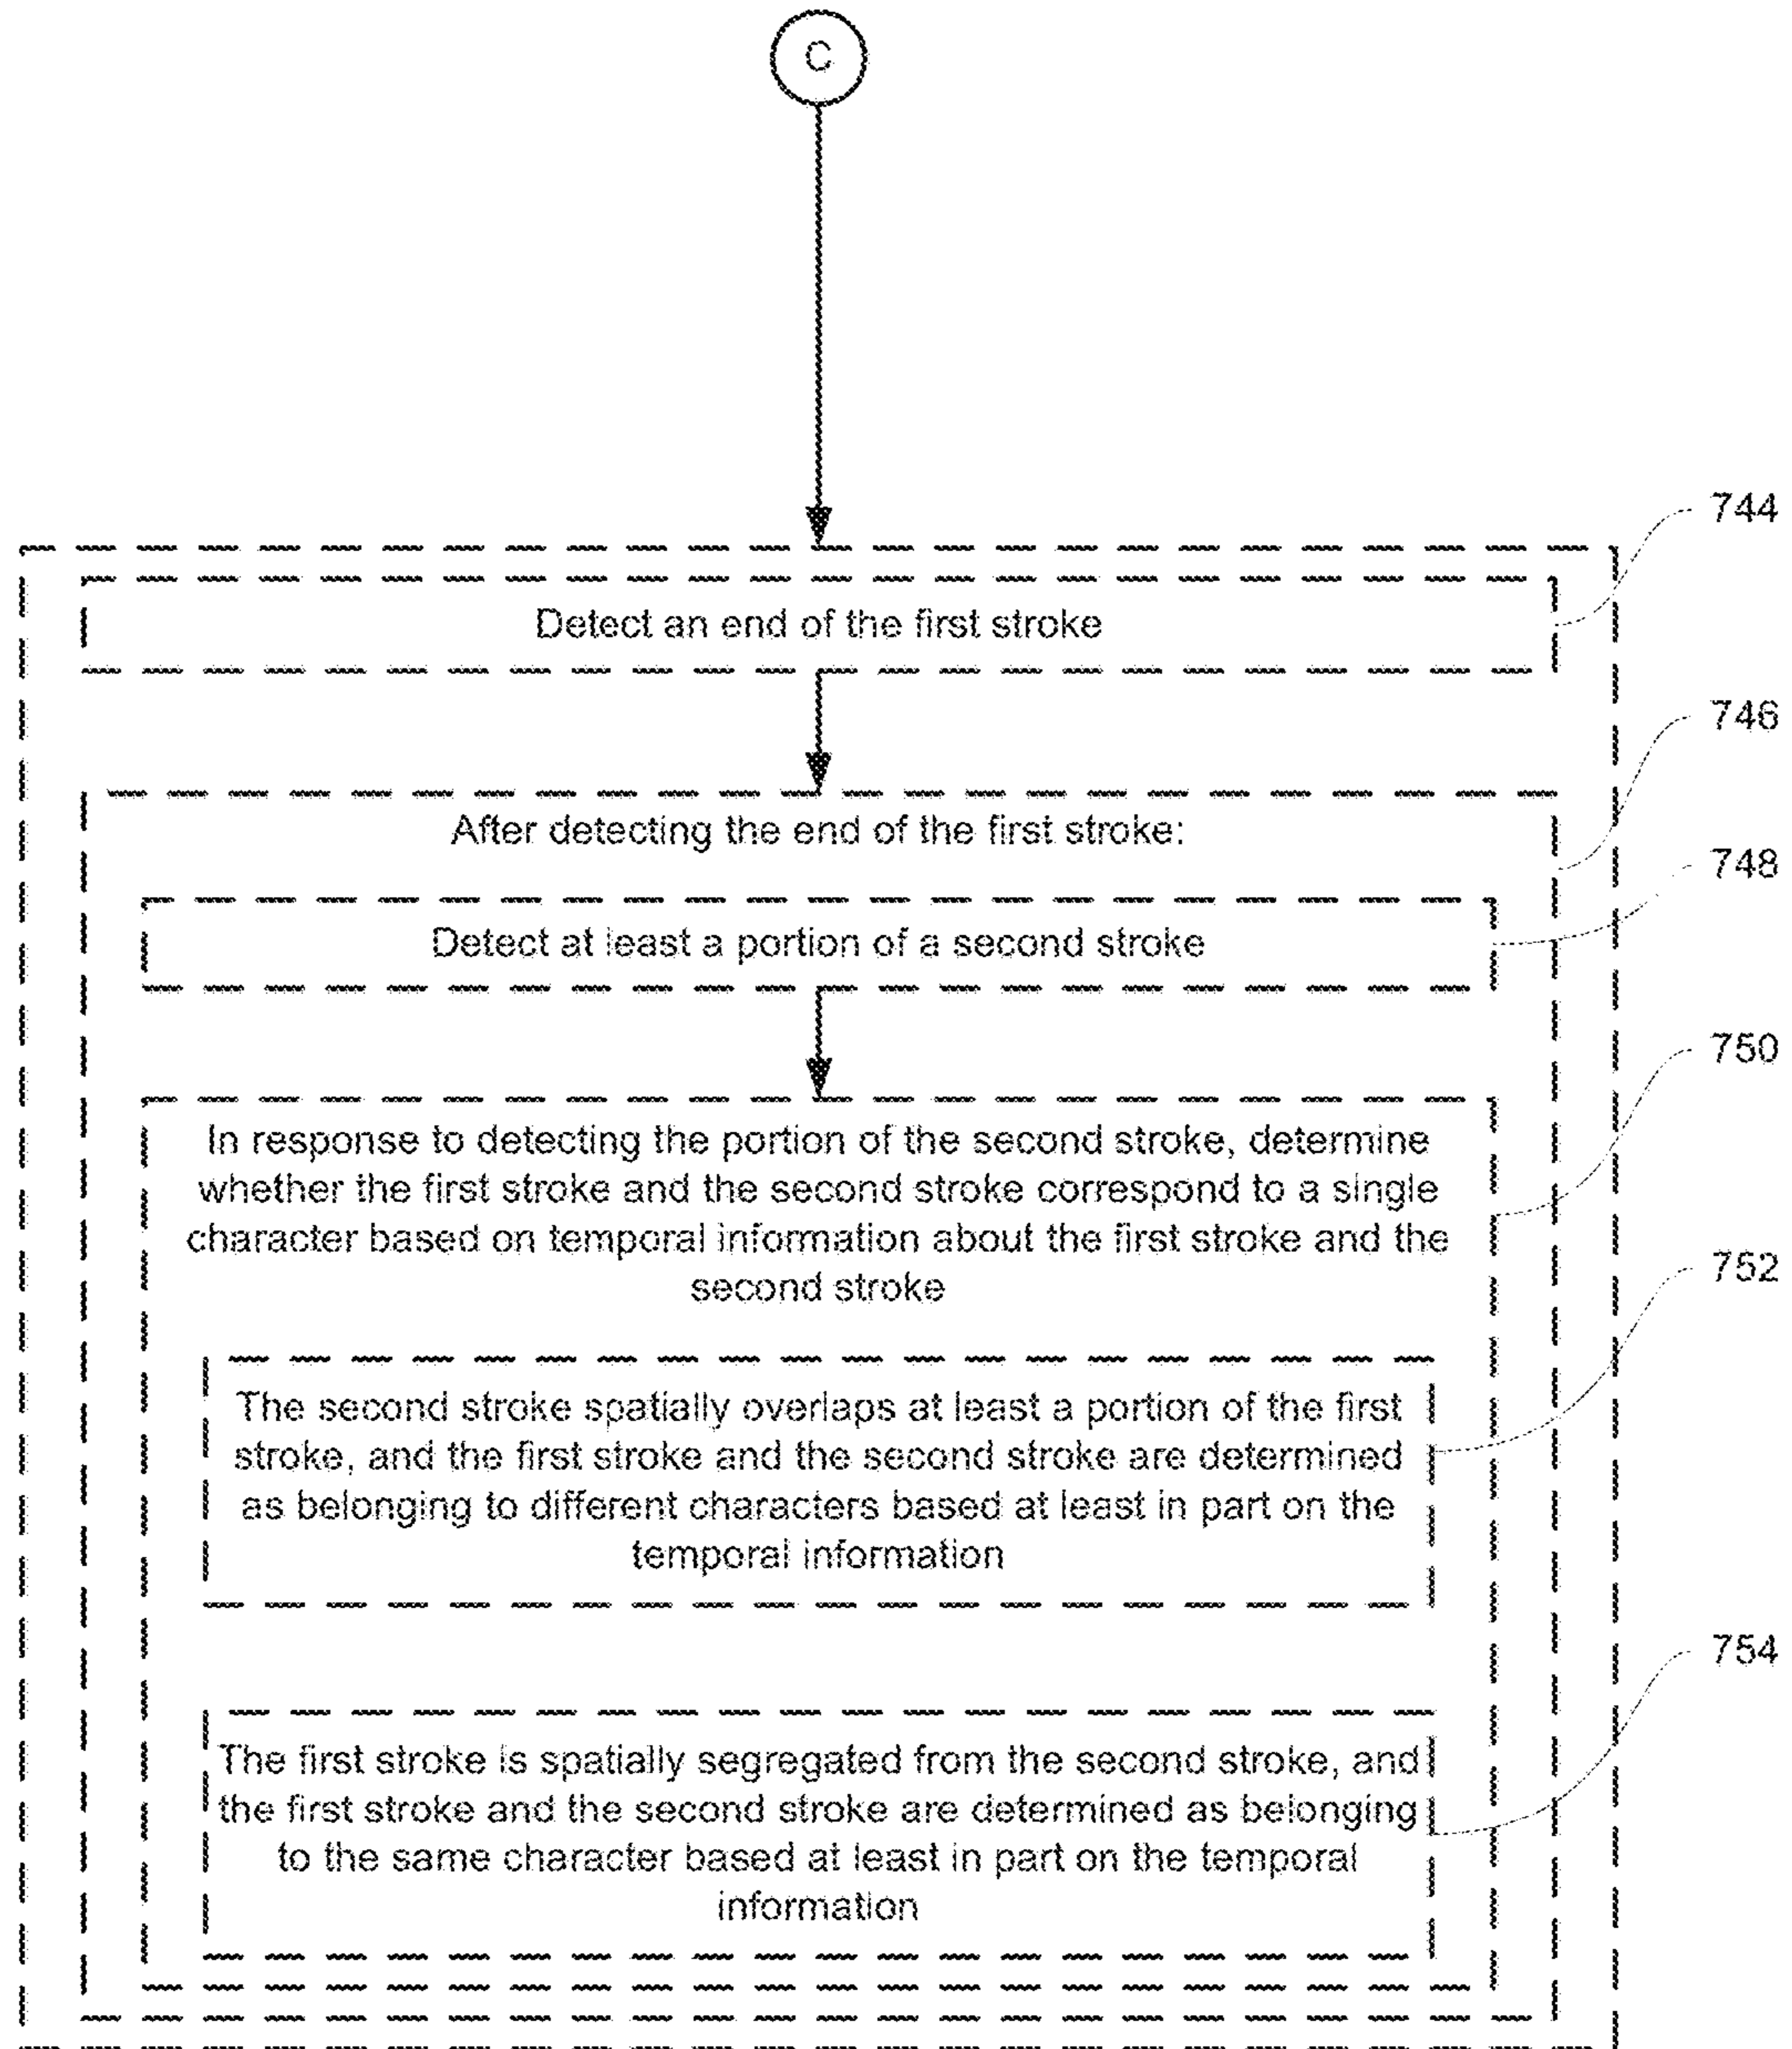 C
744
Detect an end of the first stroke
746
After detecting the end of the first stroke:
748
Detect at least a portion of a second stroke
750
In response to detecting the portion of the second stroke, determine
whether the first stroke and the second stroke correspond to a single
character based on temporal information about the first stroke and the
second stroke
752
The second stroke spatially overlaps at least a portion of the first
stroke, and the first stroke and the second stroke are determined
as belonging to different characters based at least in part on the
temporal information
754
The first stroke is spatially segregated from the second stroke, and
the first stroke and the second stroke are determined as belonging
to the same character based at least in part on the temporal
information